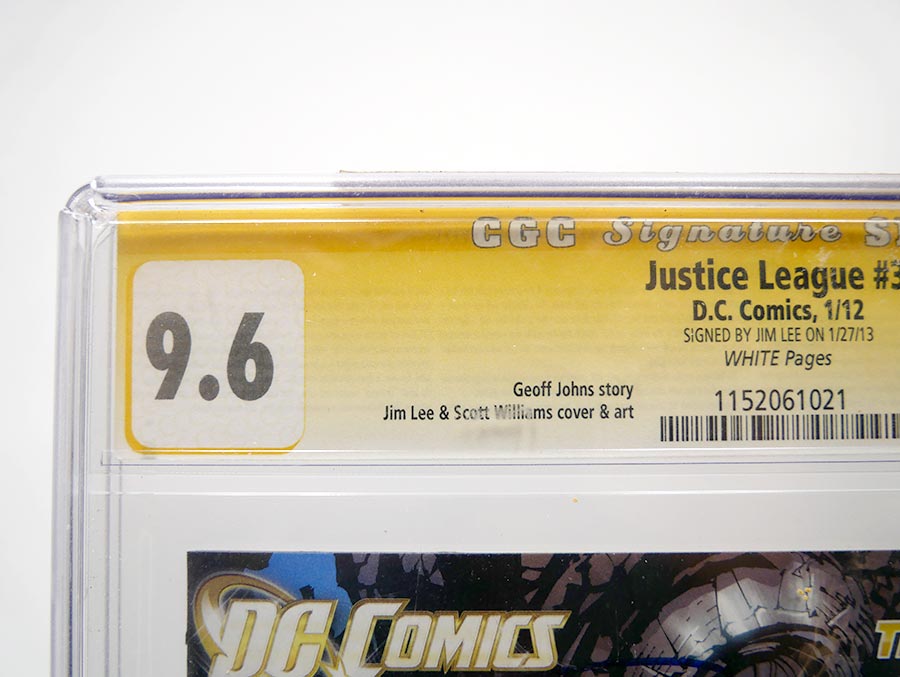 CGC Signature
9.6
Justice League #3
D.C. Comics, 1/12
SIGNED BY JIM LEE ON 1/27/13
WHITE Pages
Geoff Johns story
Jim Lee & Scott Williams cover & art
1152061021
DC COMICS